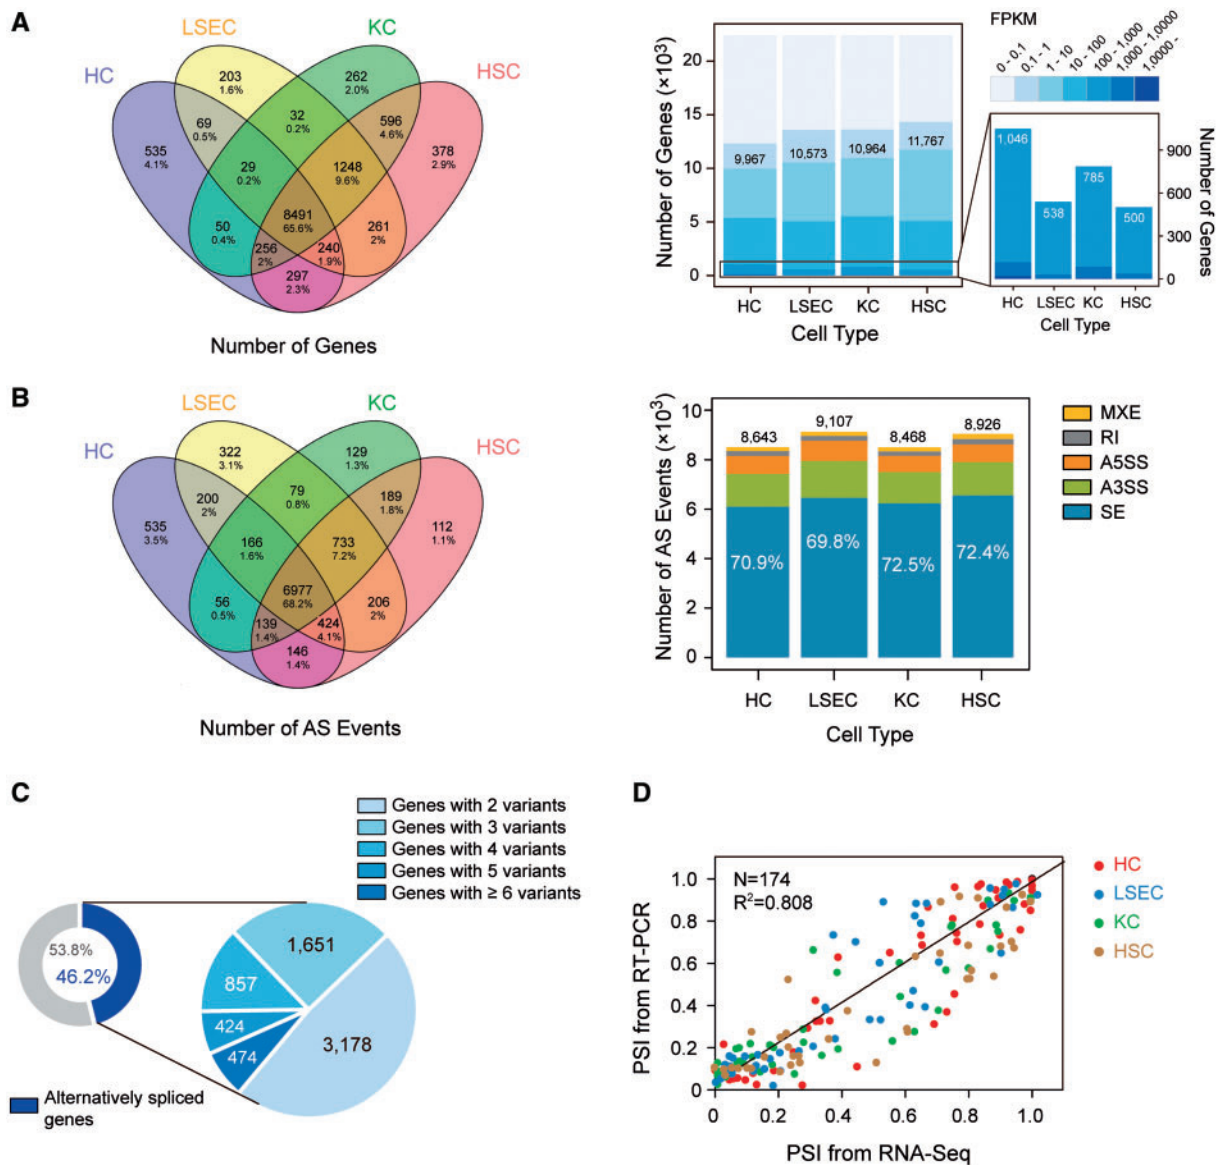 A
HC
LSEC
KC
HSC
203
1.6%
262
2.0%
69
0.5%
32
0.2%
596
4.6%
535
4.1%
29
0.2%
1248
9.6%
378
2.9%
8491
65.6%
50
0.4%
256
2%
240
1.9%
261
2%
297
2.3%
Number of Genes
Number of Genes (×10³)
20
15
10
5
0
9,967
10,573
10,964
11,767
HC
LSEC
KC
HSC
Cell Type
FPKM
0 - 0.1
0.1 - 1
1 - 10
10 - 100
100 - 1,000
1,000 - 1,0000
1,0000 -
1,046
538
785
500
900
600
300
0
Number of Genes
HC
LSEC
KC
HSC
Cell Type
B
HC
LSEC
KC
HSC
322
3.1%
129
1.3%
200
2%
79
0.8%
189
1.8%
535
3.5%
166
1.6%
733
7.2%
112
1.1%
6977
68.2%
56
0.5%
139
1.4%
424
4.1%
206
2%
146
1.4%
Number of AS Events
Number of AS Events (×10³)
10
8
6
4
2
0
8,643
9,107
8,468
8,926
70.9%
69.8%
72.5%
72.4%
HC
LSEC
KC
HSC
Cell Type
MXE
RI
A5SS
A3SS
SE
C
Genes with 2 variants
Genes with 3 variants
Genes with 4 variants
Genes with 5 variants
Genes with ≥ 6 variants
53.8%
46.2%
1,651
857
424
474
3,178
Alternatively spliced
genes
D
N=174
R²=0.808
PSI from RT-PCR
1.0
0.8
0.6
0.4
0.2
0
0
0.2
0.4
0.6
0.8
1.0
PSI from RNA-Seq
HC
LSEC
KC
HSC